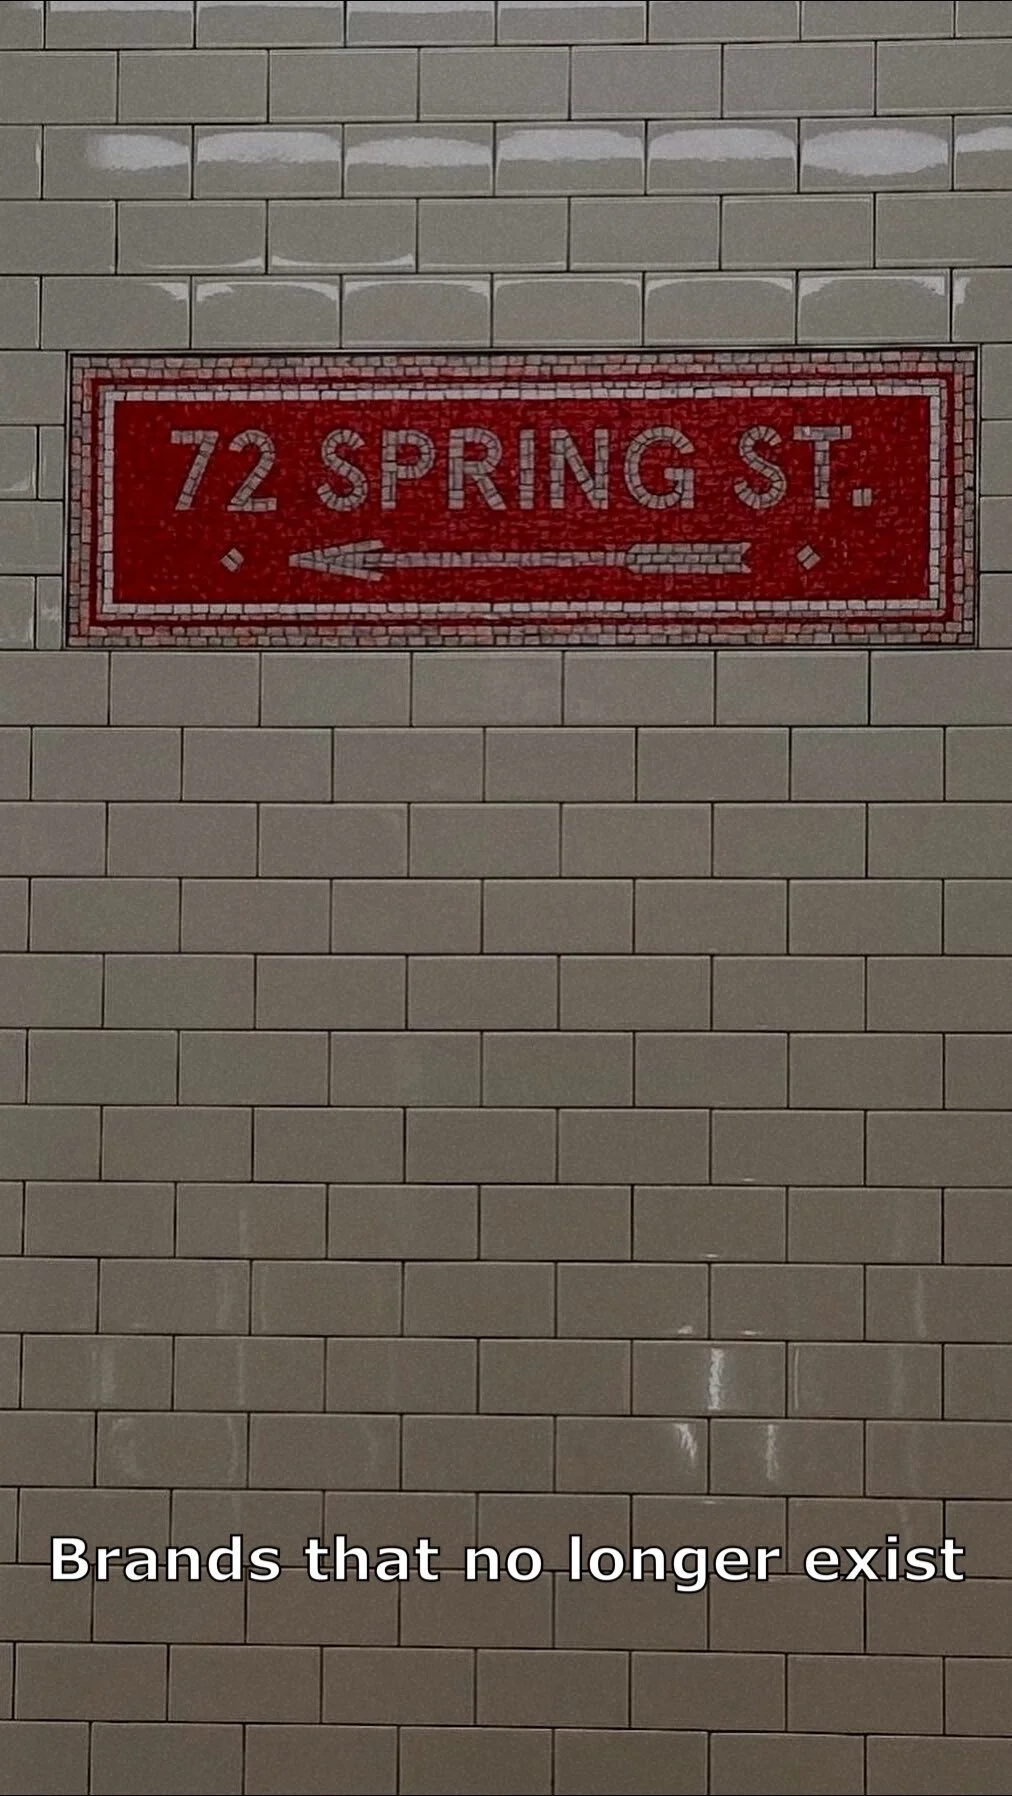 72 SPRING ST.
Brands that no longer exist